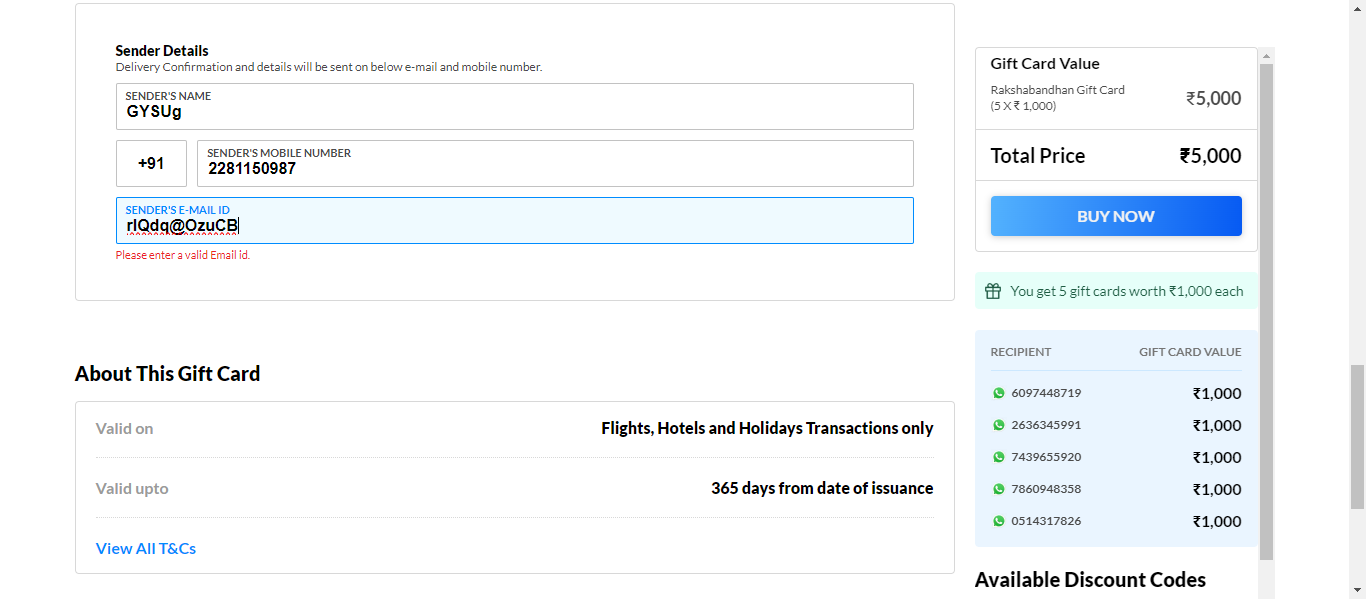 Sender Details
Delivery Confirmation and details will be sent on below e-mail and mobile number.
SENDER'S NAME
GYSUg
+91
SENDER'S MOBILE NUMBER
2281150987
SENDER'S E-MAIL ID
rIQdq@OzuCB
Please enter a valid Email id.
About This Gift Card
Valid on Flights, Hotels and Holidays Transactions only
Valid upto 365 days from date of issuance
View All T&Cs
Gift Card Value
Rakshabandhan Gift Card
(5 X ₹ 1,000)
₹5,000
Total Price ₹5,000
BUY NOW
You get 5 gift cards worth ₹1,000 each
RECIPIENT GIFT CARD VALUE
6097448719 ₹1,000
2636345991 ₹1,000
7439655920 ₹1,000
7860948358 ₹1,000
0514317826 ₹1,000
Available Discount Codes